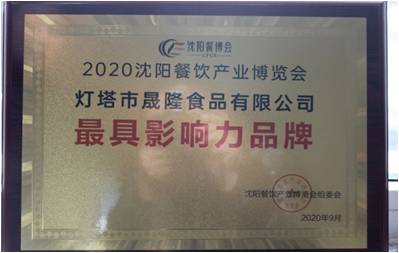 沈阳餐博会
2020沈阳餐饮产业博览会
灯塔市晟隆食品有限公司
最具影响力品牌
沈阳餐饮产业博览会组委会
2020年9月